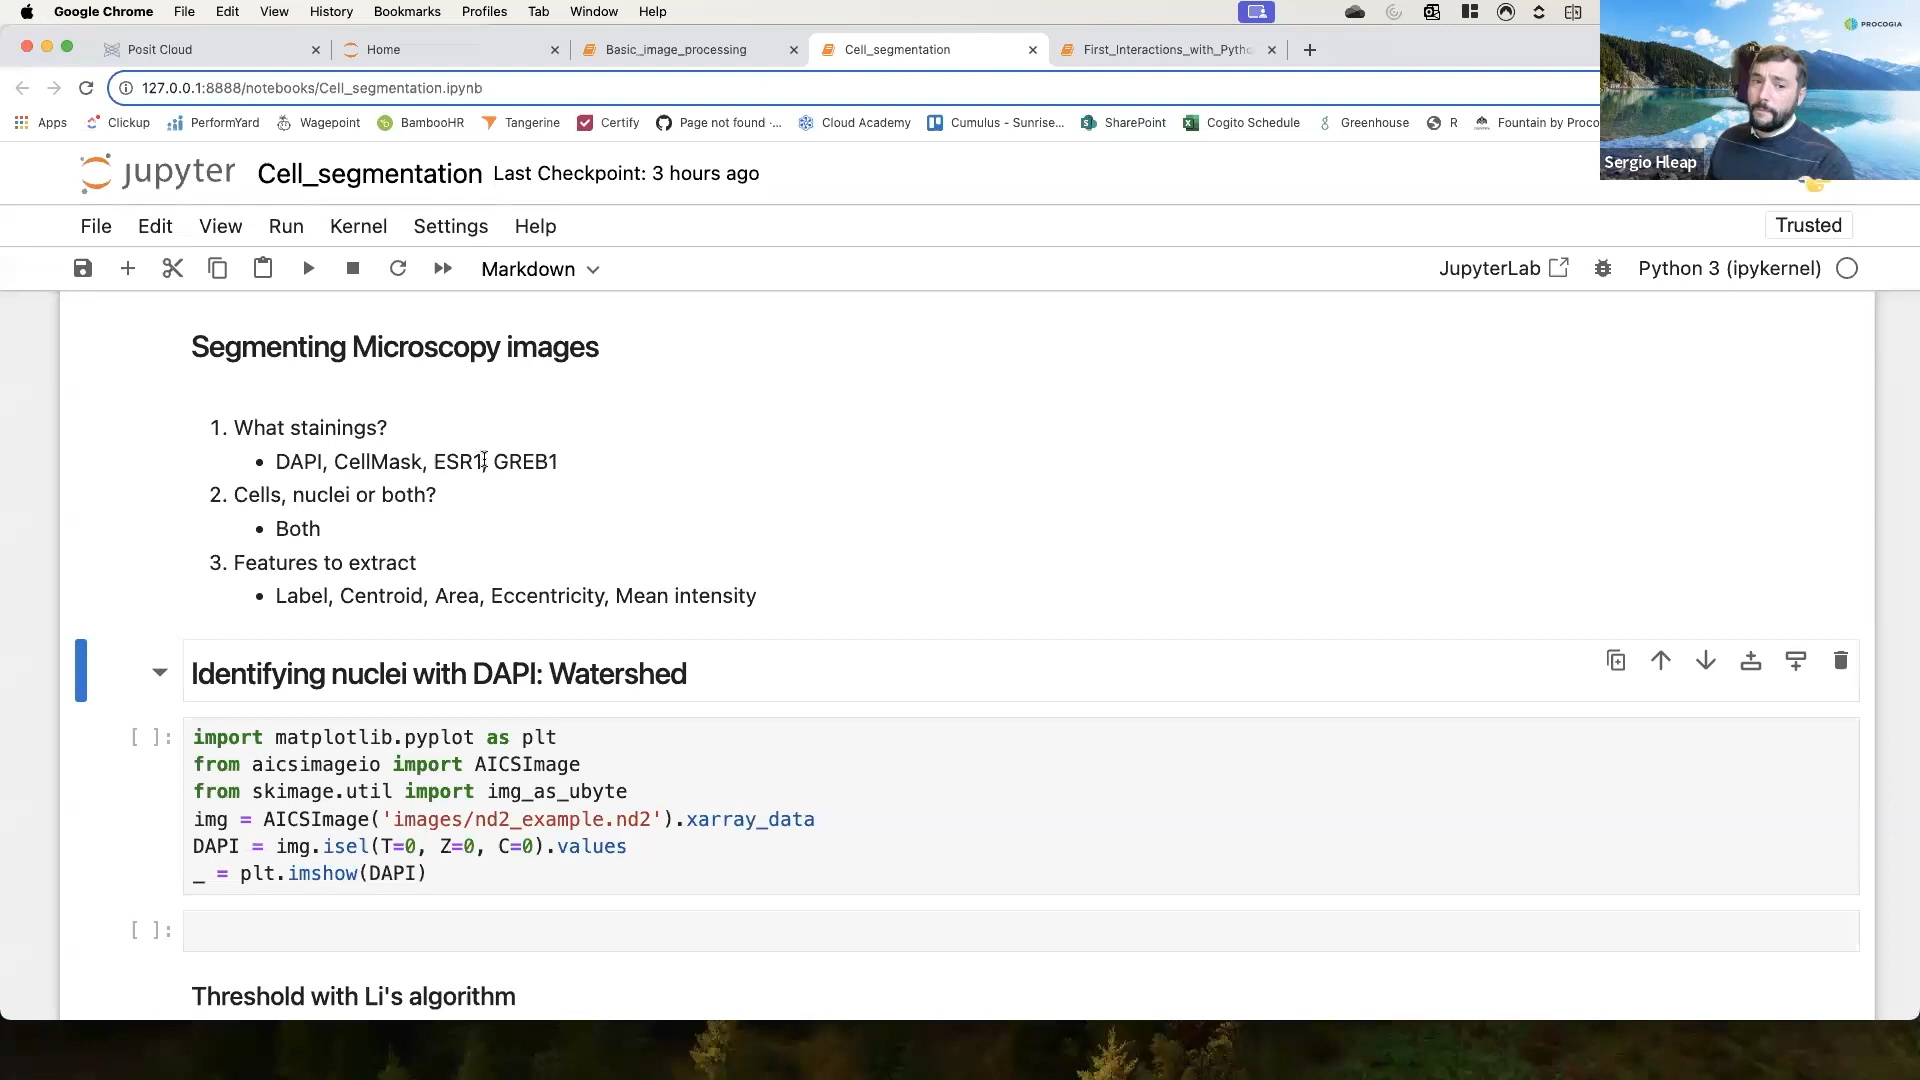 Google Chrome File Edit View History Bookmarks Profiles Tab Window Help
PROCOGIA
Posit Cloud Home Basic_image_processing Cell_segmentation First_Interactions_with_Pytho
127.0.0.1:8888/notebooks/Cell_segmentation.ipynb
Apps Clickup PerformYard Wagepoint BambooHR Tangerine Certify Page not found ·... Cloud Academy Cumulus - Sunrise... SharePoint Cogito Schedule Greenhouse R Fountain by Proco
Sergio Hleap
jupyter Cell_segmentation Last Checkpoint: 3 hours ago
File Edit View Run Kernel Settings Help
Trusted
Markdown JupyterLab Python 3 (ipykernel)
Segmenting Microscopy images
1. What stainings?
• DAPI, CellMask, ESR1, GREB1
2. Cells, nuclei or both?
• Both
3. Features to extract
• Label, Centroid, Area, Eccentricity, Mean intensity
Identifying nuclei with DAPI: Watershed
[ ]: import matplotlib.pyplot as plt
from aicsimageio import AICSImage
from skimage.util import img_as_ubyte
img = AICSImage('images/nd2_example.nd2').xarray_data
DAPI = img.isel(T=0, Z=0, C=0).values
_ = plt.imshow(DAPI)
[ ]:
Threshold with Li's algorithm